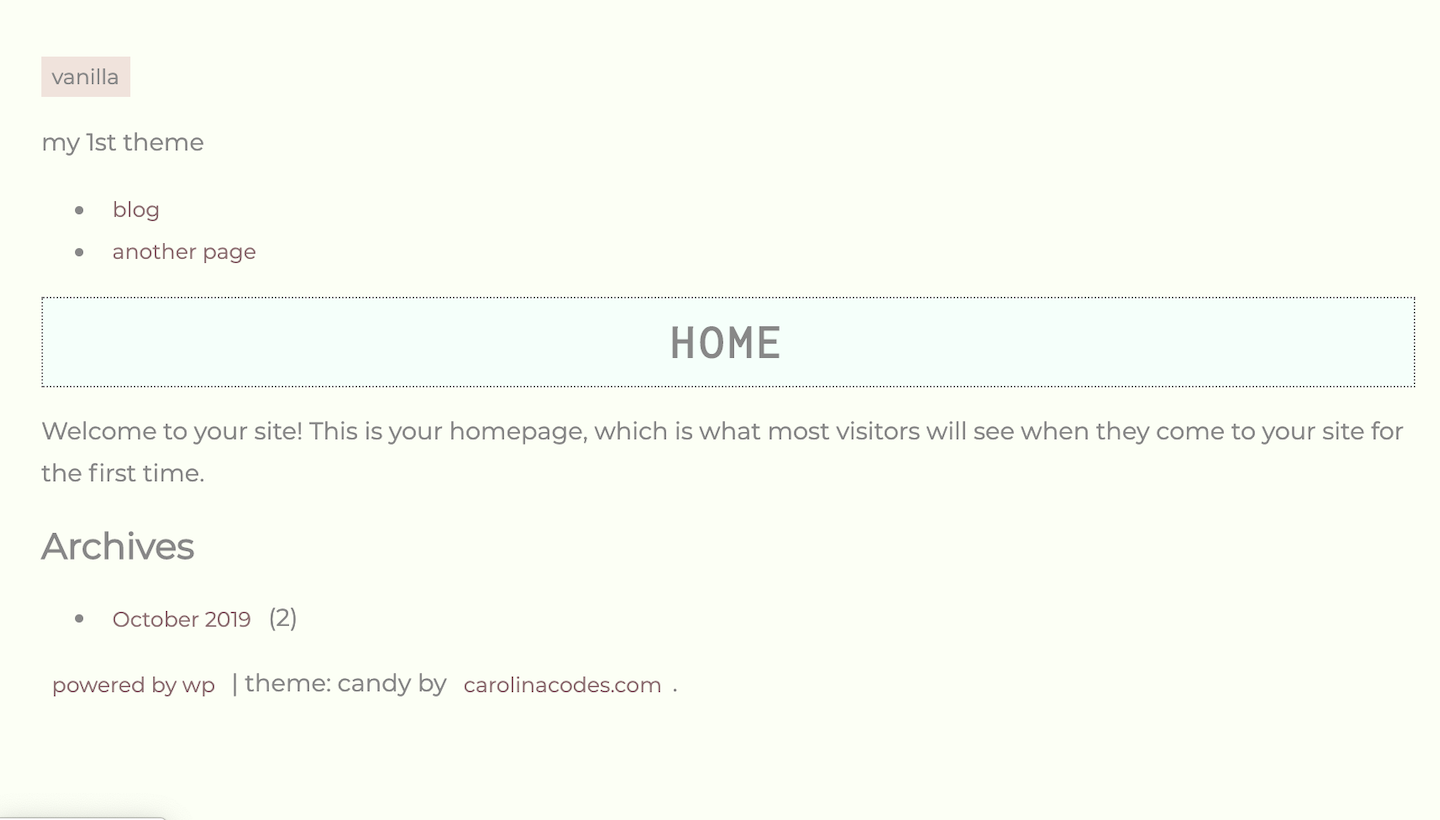 vanilla
my 1st theme
blog
another page
HOME
Welcome to your site! This is your homepage, which is what most visitors will see when they come to your site for
the first time.
Archives
October 2019 (2)
powered by wp | theme: candy by carolinacodes.com .